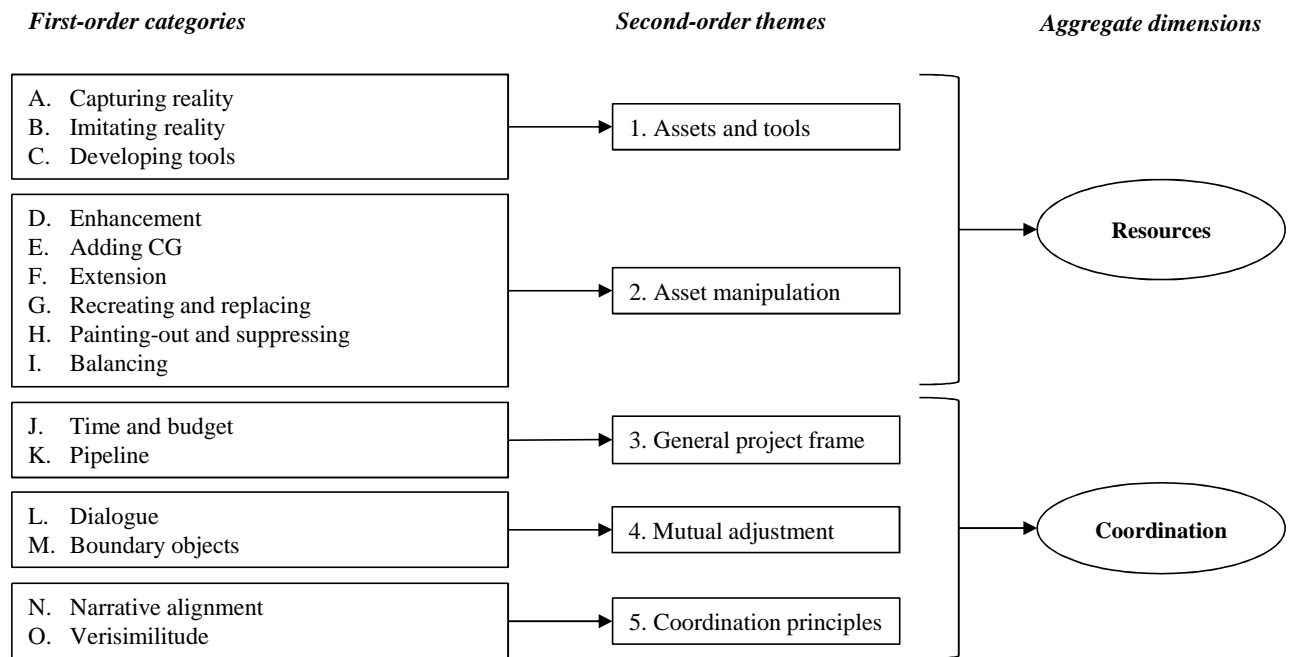 First-order categories
Second-order themes
Aggregate dimensions
A. Capturing reality
B. Imitating reality
C. Developing tools
1. Assets and tools
D. Enhancement
E. Adding CG
F. Extension
G. Recreating and replacing
H. Painting-out and suppressing
I. Balancing
2. Asset manipulation
Resources
J. Time and budget
K. Pipeline
3. General project frame
L. Dialogue
M. Boundary objects
4. Mutual adjustment
N. Narrative alignment
O. Verisimilitude
5. Coordination principles
Coordination